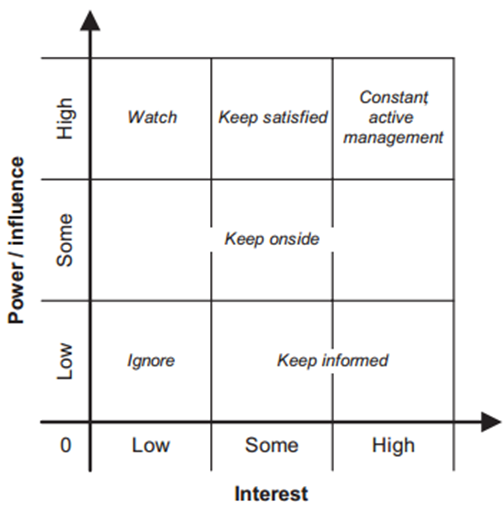 High
Watch
Keep satisfied
Constant
active
management
Power / influence
Some
Keep onside
Low
Ignore
Keep informed
0
Low
Some
High
Interest